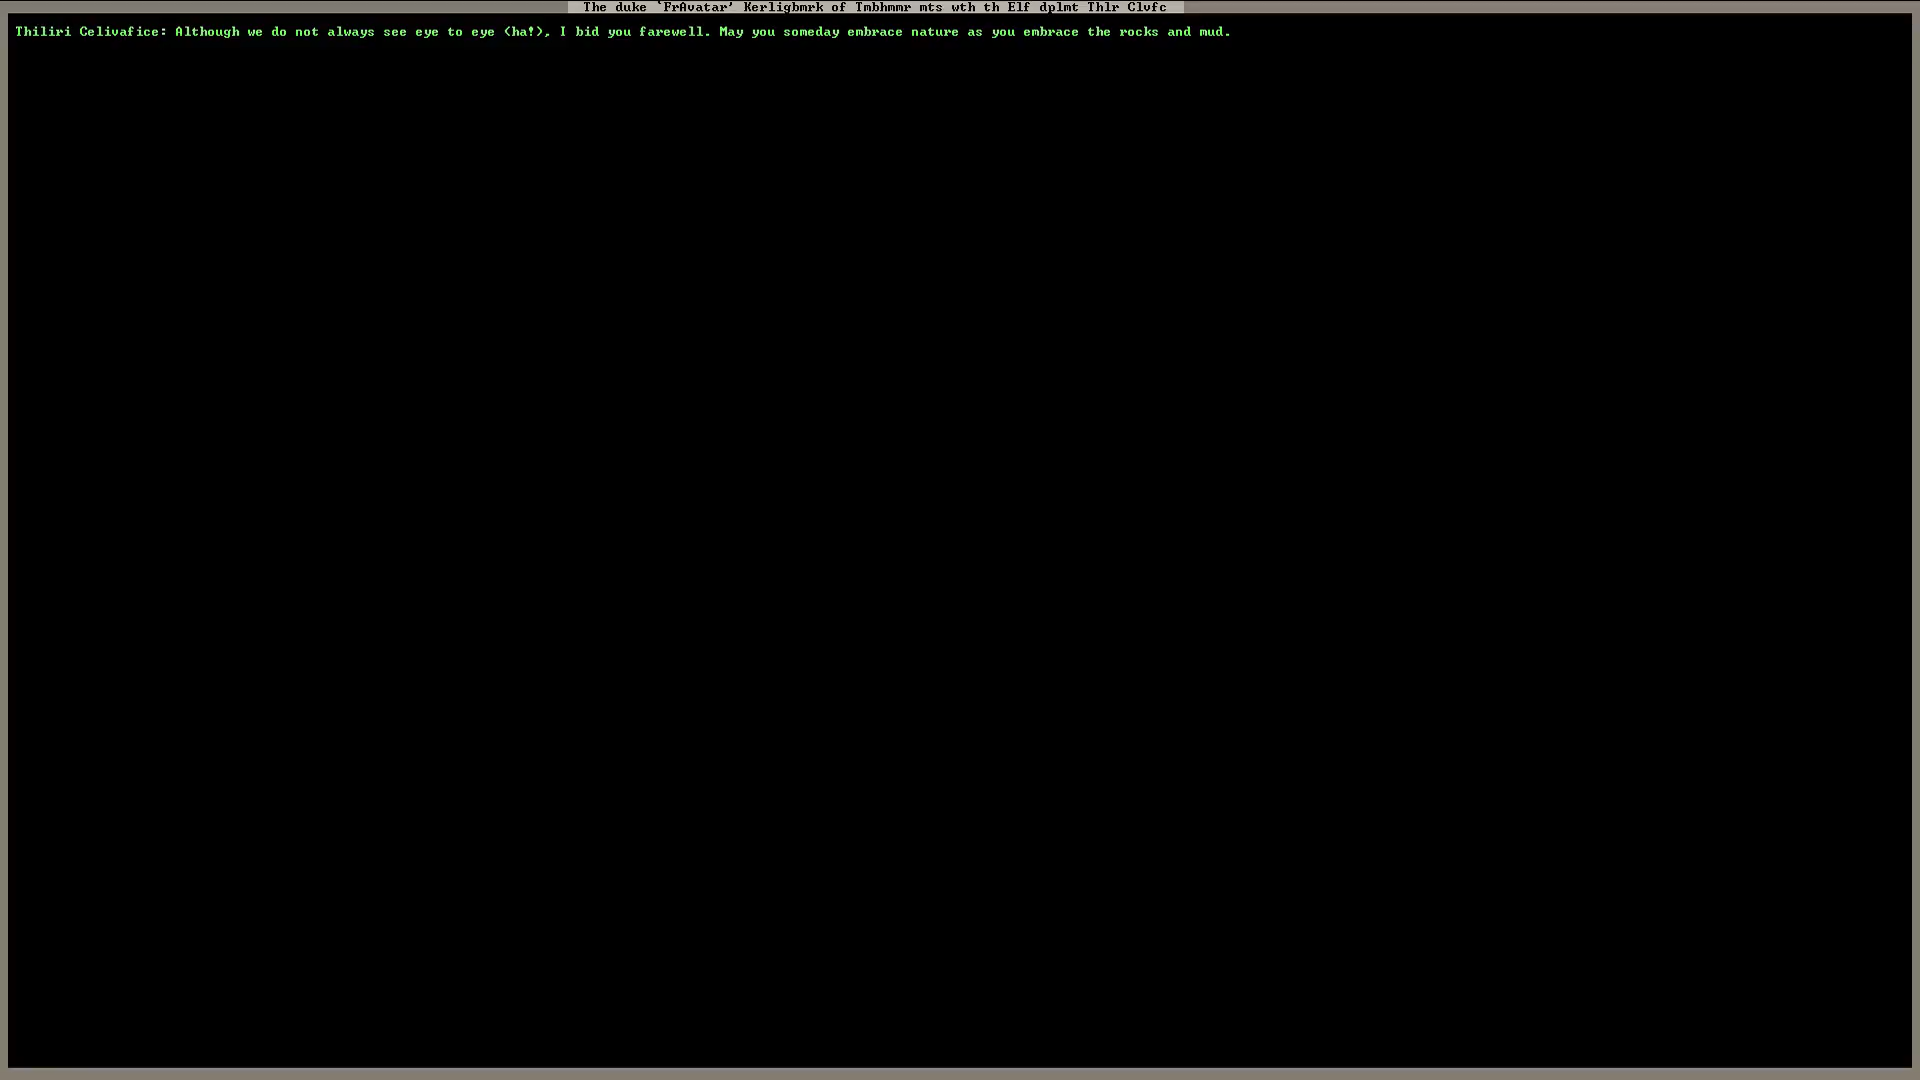 The duke `FrAvatar' Kerligbmrk of Tmbhmmr mts wth th Elf dplmt Thlr Clvfc
Thiliri Celivafice: Although we do not always see eye to eye (ha!), I bid you farewell. May you someday embrace nature as you embrace the rocks and mud.